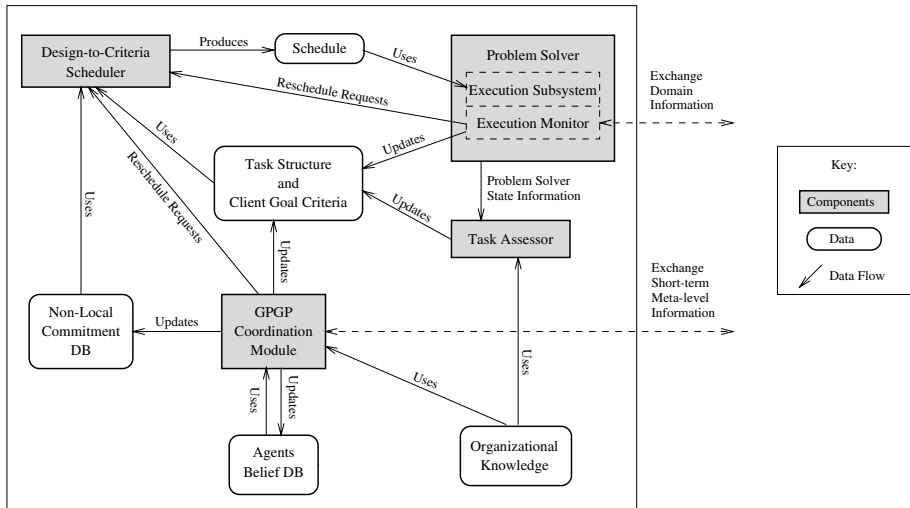 Design-to-Criteria
Scheduler
Produces
Schedule
Uses
Problem Solver
Execution Subsystem
Execution Monitor
Reschedule Requests
Updates
Exchange
Domain
Information
Uses
Task Structure
and
Client Goal Criteria
Problem Solver
State Information
Updates
Task Assessor
Key:
Components
Data
Data Flow
Uses
Reschedule Requests
Updates
Exchange
Short-term
Meta-level
Information
Non-Local
Commitment
DB
Updates
GPGP
Coordination
Module
Uses
Uses
Uses
Updates
Agents
Belief DB
Organizational
Knowledge